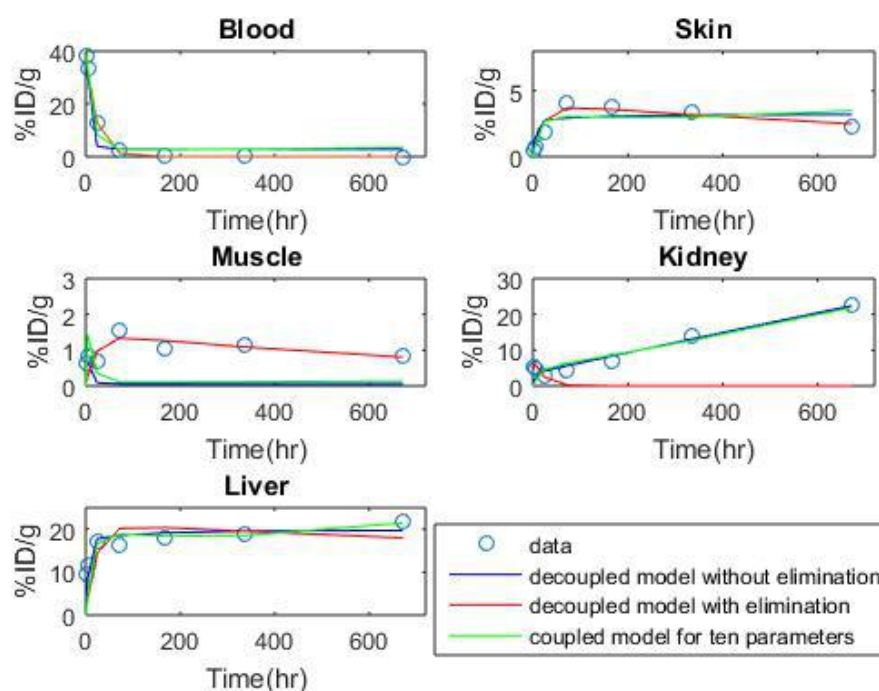 Blood
40
20
0
%ID/g
0 200 400 600
Time(hr)
Skin
5
0
%ID/g
0 200 400 600
Time(hr)
Muscle
3
2
1
0
%ID/g
0 200 400 600
Time(hr)
Kidney
30
20
10
0
%ID/g
0 200 400 600
Time(hr)
Liver
20
10
0
%ID/g
0 200 400 600
Time(hr)
data
decoupled model without elimination
decoupled model with elimination
coupled model for ten parameters